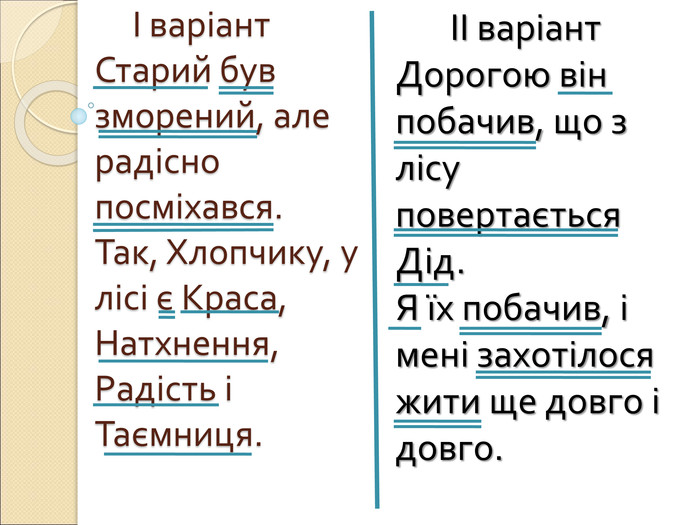 І варіант
Старий був
зморений, але
радісно
посміхався.
Так, Хлопчику, у
лісі є Краса,
Натхнення,
Радість і
Таємниця.
ІІ варіант
Дорогою він
побачив, що з
лісу
повертається
Дід.
Я їх побачив, і
мені захотілося
жити ще довго і
довго.